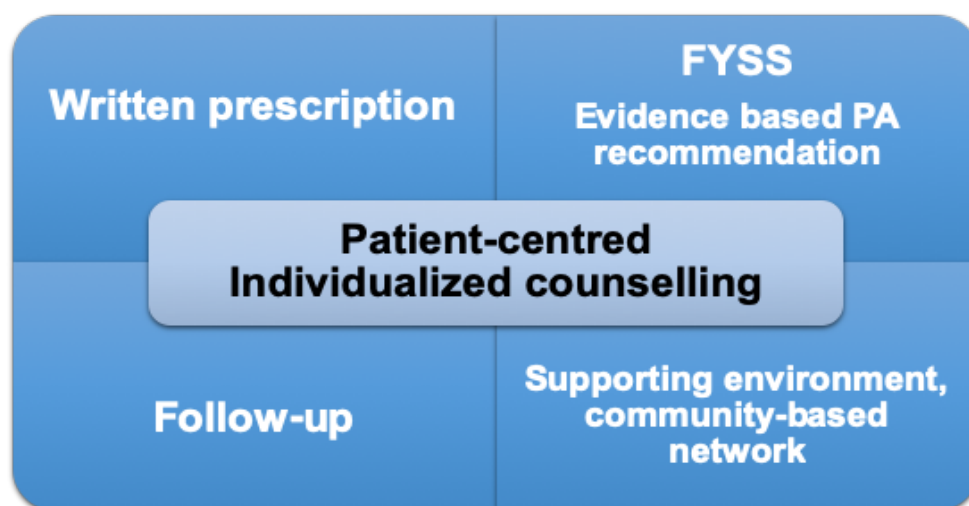 Written prescription
FYSS
Evidence based PA
recommendation
Patient-centred
Individualized counselling
Follow-up
Supporting environment,
community-based
network